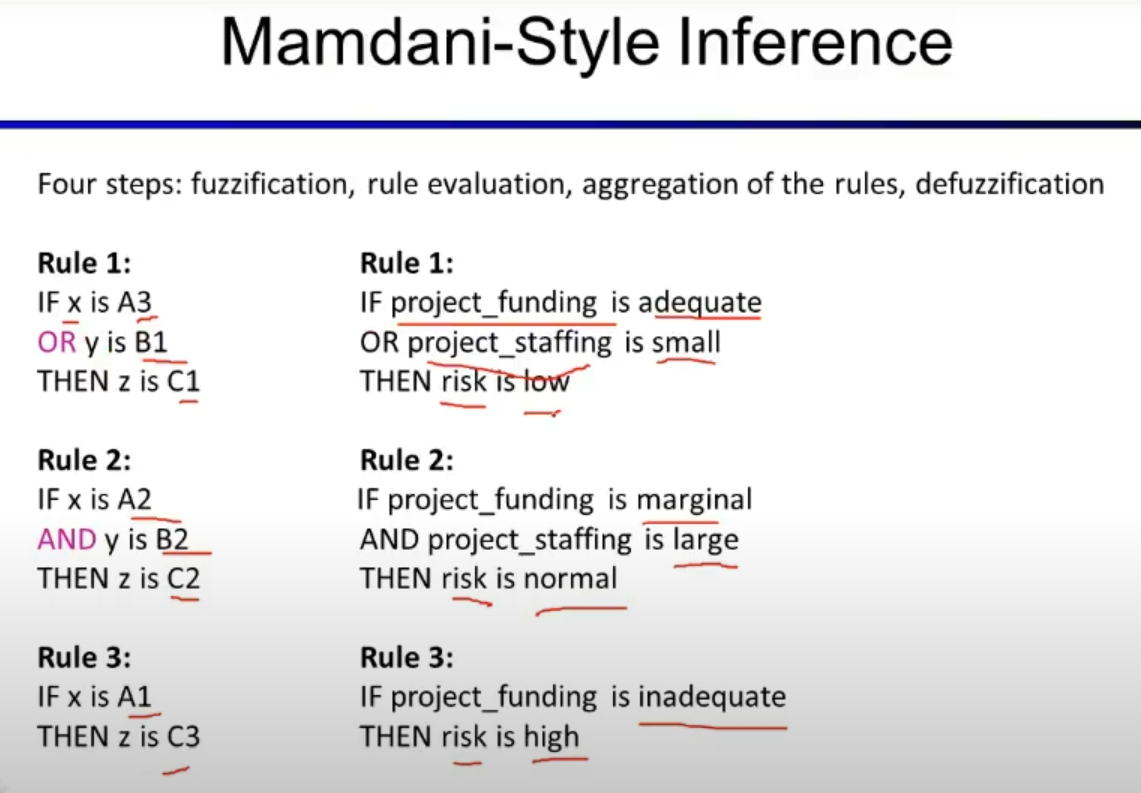 Mamdani-Style Inference
Four steps: fuzzification, rule evaluation, aggregation of the rules, defuzzification
Rule 1:
IF x is A3
OR y is B1
THEN z is C1
Rule 1:
IF project_funding is adequate
OR project_staffing is small
THEN risk is low
Rule 2:
IF x is A2
AND y is B2
THEN z is C2
Rule 2:
IF project_funding is marginal
AND project_staffing is large
THEN risk is normal
Rule 3:
IF x is A1
THEN z is C3
Rule 3:
IF project_funding is inadequate
THEN risk is high